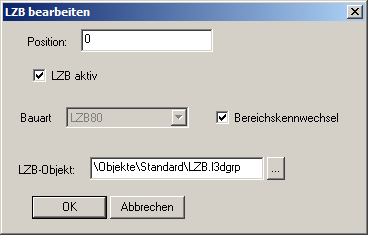 LZB bearbeiten
Position: 0
LZB aktiv
Bauart LZB80 Bereichskennwechsel
LZB-Objekt: \Objekte\Standard\LZB.l3dgrp ...
OK Abbrechen